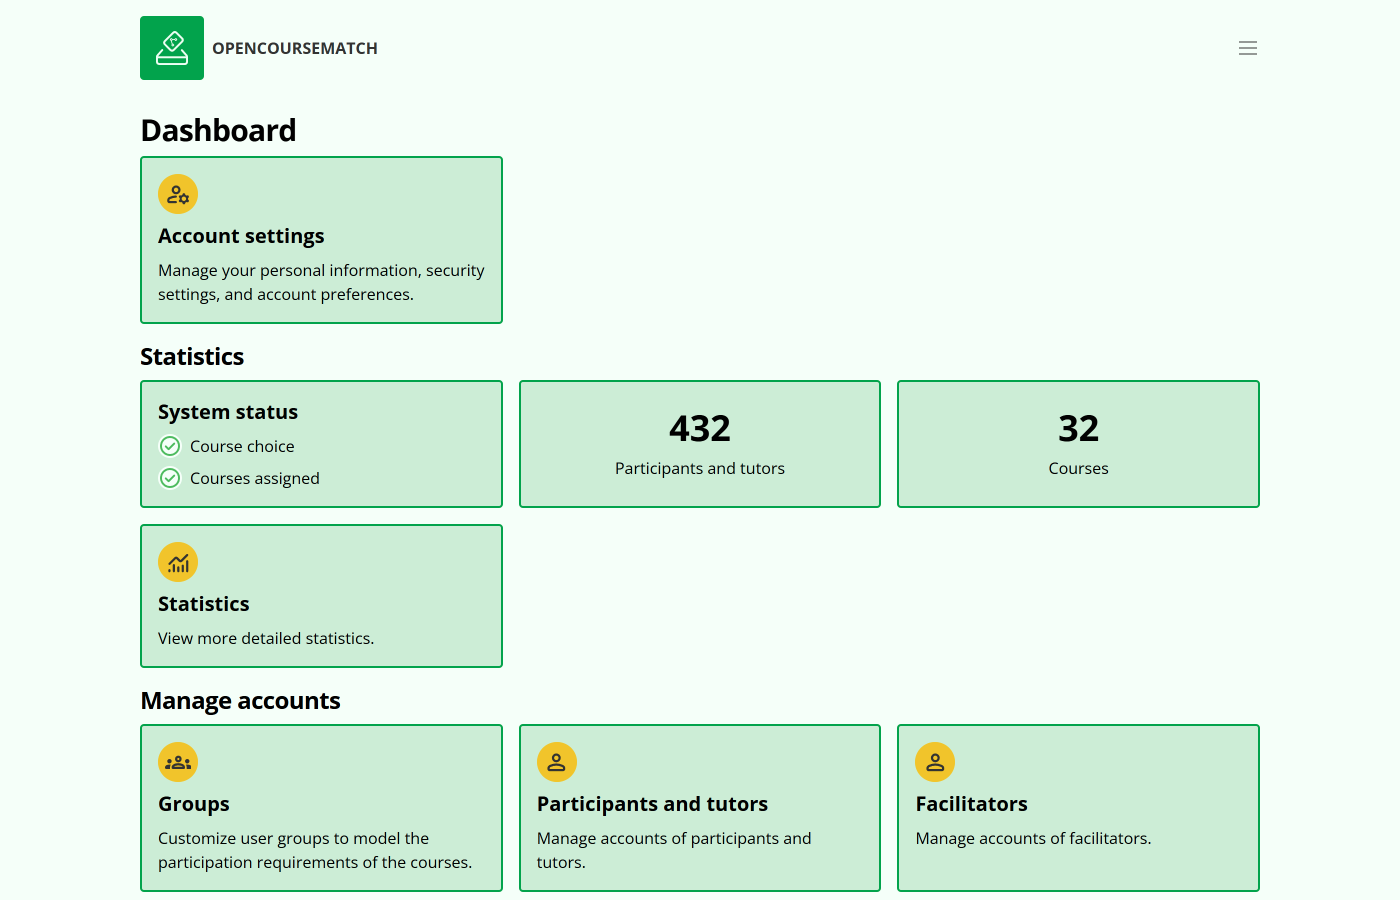 OPENCOURSEMATCH
Dashboard
Account settings
Manage your personal information, security
settings, and account preferences.
Statistics
System status
Course choice
Courses assigned
432
Participants and tutors
32
Courses
Statistics
View more detailed statistics.
Manage accounts
Groups
Customize user groups to model the
participation requirements of the courses.
Participants and tutors
Manage accounts of participants and
tutors.
Facilitators
Manage accounts of facilitators.